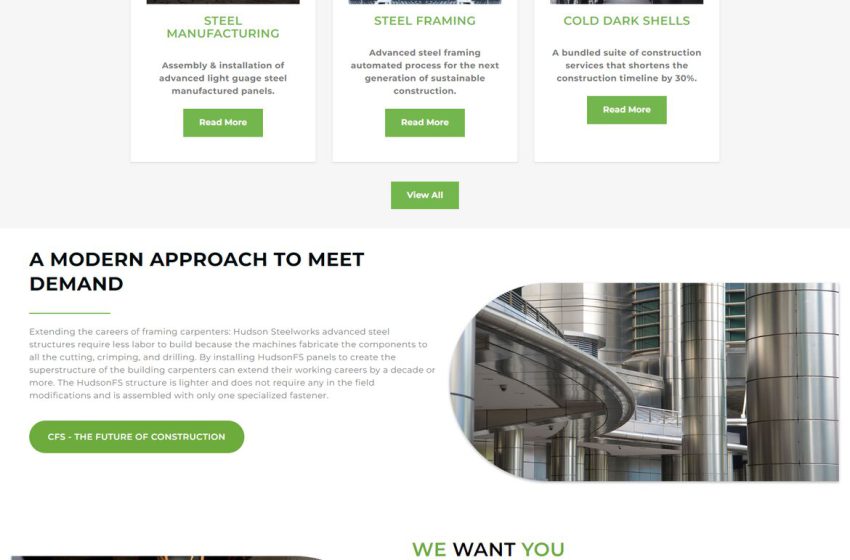 STEEL
MANUFACTURING
Assembly & installation of
advanced light guage steel
manufactured panels.
Read More
STEEL FRAMING
Advanced steel framing
automated process for the next
generation of sustainable
construction.
Read More
COLD DARK SHELLS
A bundled suite of construction
services that shortens the
construction timeline by 30%.
Read More
View All
A MODERN APPROACH TO MEET
DEMAND
Extending the careers of framing carpenters: Hudson Steelworks advanced steel
structures require less labor to build because the machines fabricate the components to
all the cutting, crimping, and drilling. By installing HudsonFS panels to create the
superstructure of the building carpenters can extend their working careers by a decade or
more. The HudsonFS structure is lighter and does not require any in the field
modifications and is assembled with only one specialized fastener.
CFS - THE FUTURE OF CONSTRUCTION
WE WANT YOU